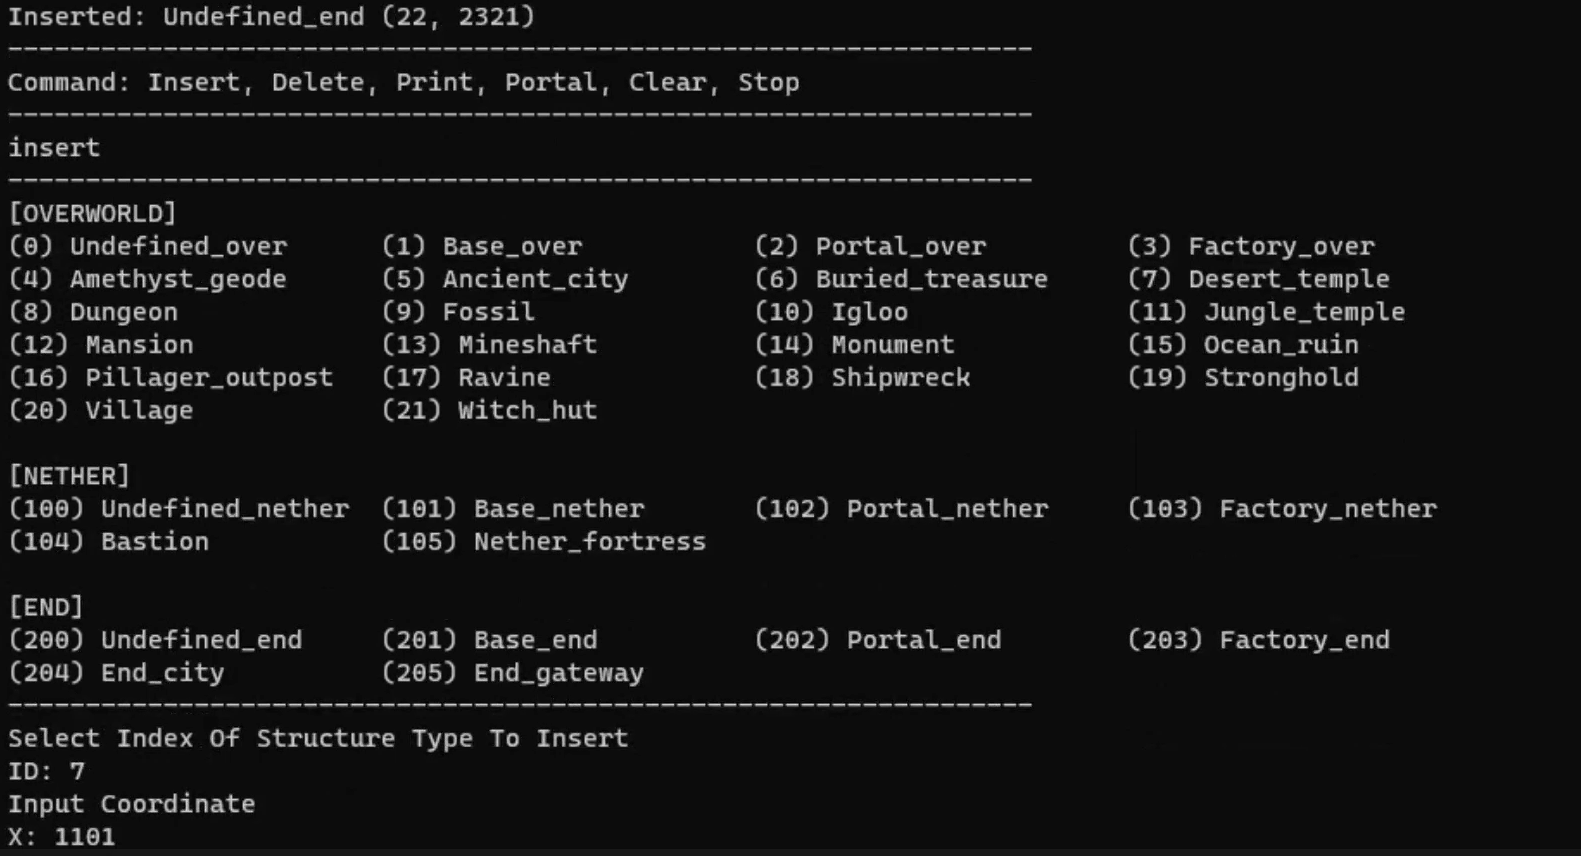 Inserted: Undefined_end (22, 2321)
------------------------------------------------------------------
Command: Insert, Delete, Print, Portal, Clear, Stop
------------------------------------------------------------------
insert
------------------------------------------------------------------
[OVERWORLD]
(0) Undefined_over      (1) Base_over           (2) Portal_over         (3) Factory_over
(4) Amethyst_geode      (5) Ancient_city        (6) Buried_treasure     (7) Desert_temple
(8) Dungeon             (9) Fossil              (10) Igloo              (11) Jungle_temple
(12) Mansion            (13) Mineshaft          (14) Monument           (15) Ocean_ruin
(16) Pillager_outpost   (17) Ravine             (18) Shipwreck          (19) Stronghold
(20) Village            (21) Witch_hut

[NETHER]
(100) Undefined_nether  (101) Base_nether       (102) Portal_nether     (103) Factory_nether
(104) Bastion           (105) Nether_fortress

[END]
(200) Undefined_end     (201) Base_end          (202) Portal_end        (203) Factory_end
(204) End_city          (205) End_gateway
------------------------------------------------------------------
Select Index Of Structure Type To Insert
ID: 7
Input Coordinate
X: 1101